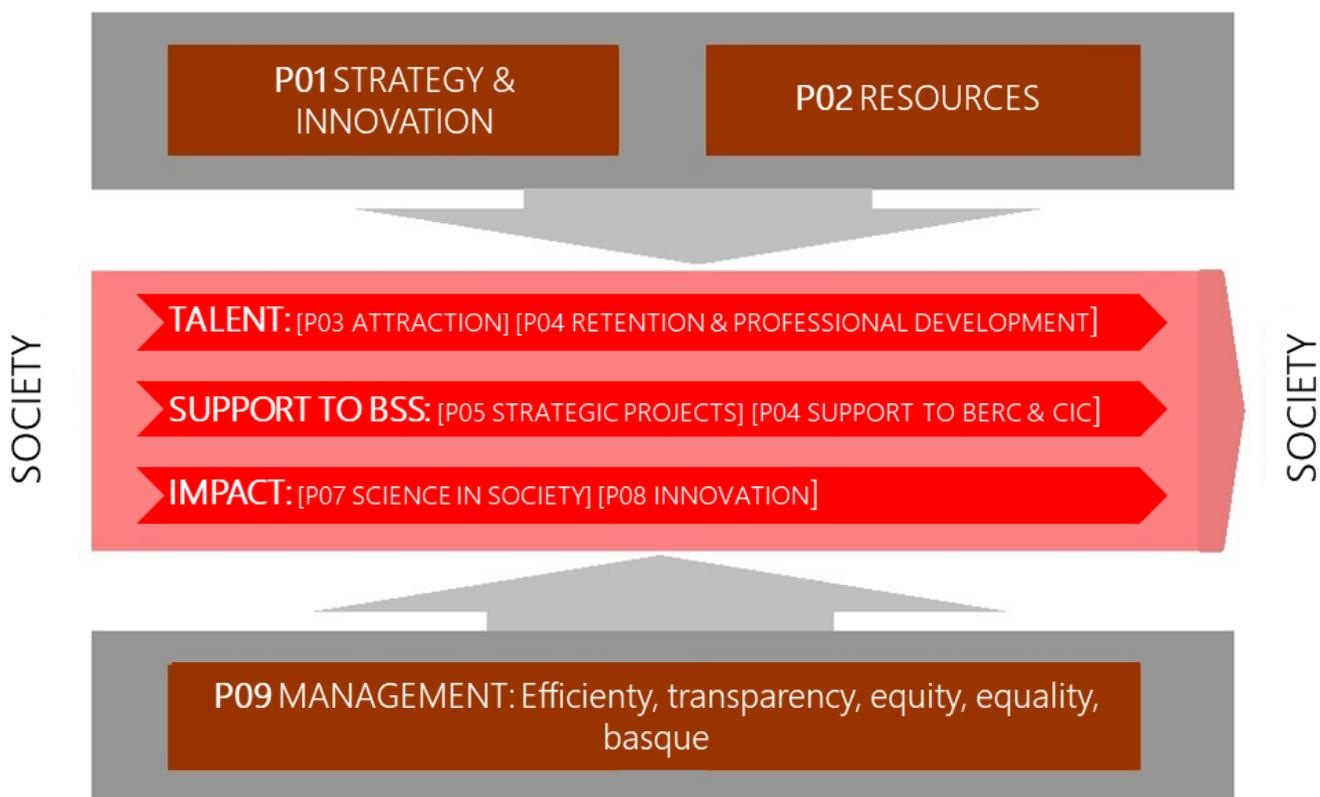 P01 STRATEGY &
INNOVATION
P02 RESOURCES
SOCIETY
TALENT: [P03 ATTRACTION] [P04 RETENTION & PROFESSIONAL DEVELOPMENT]
SUPPORT TO BSS: [P05 STRATEGIC PROJECTS] [P04 SUPPORT TO BERC & CIC]
IMPACT: [P07 SCIENCE IN SOCIETY] [P08 INNOVATION]
SOCIETY
P09 MANAGEMENT: Efficienty, transparency, equity, equality,
basque